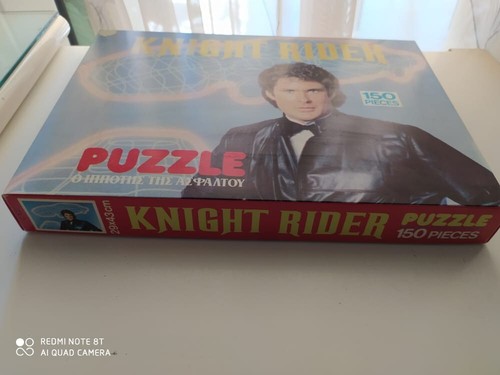 KNIGHT RIDER
150
PIECES
PUZZLE
Ο ΙΠΠΟΤΗΣ ΤΗΣ ΑΣΦΑΛΤΟΥ
29x43cm
KNIGHT RIDER
PUZZLE
150 PIECES
REDMI NOTE 8T
AI QUAD CAMERA